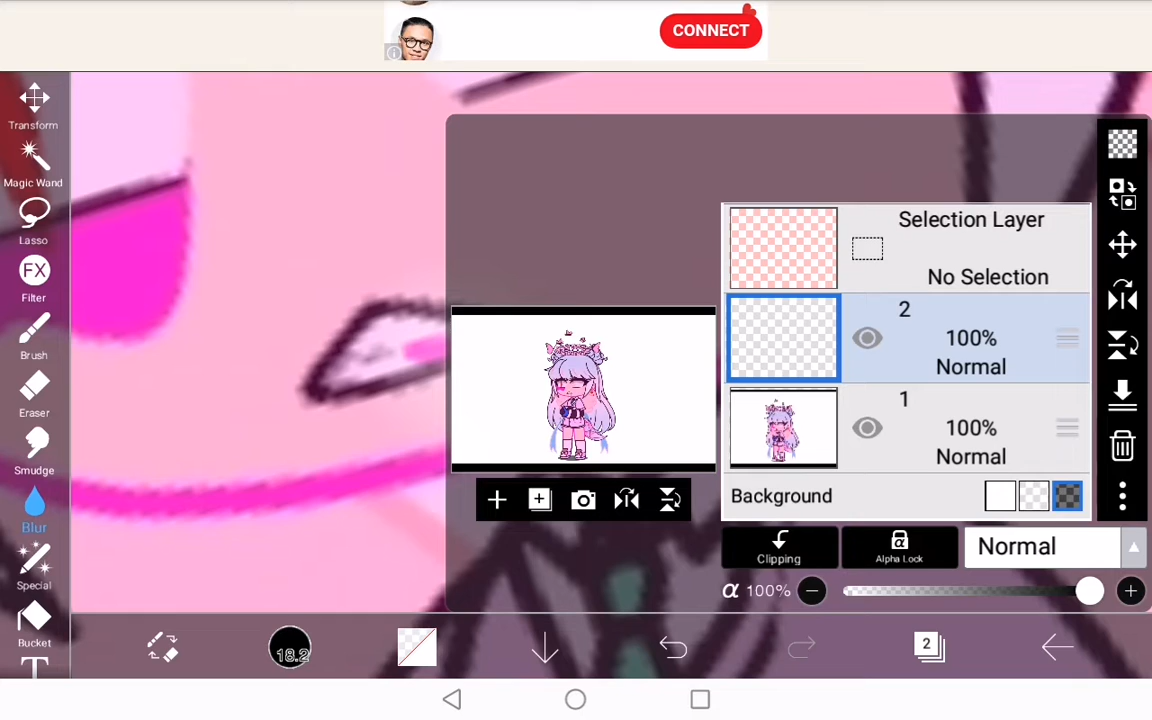 CONNECT
Transform
Magic Wand
Lasso
FX
Filter
Brush
Eraser
Smudge
Blur
Special
Bucket
T
Selection Layer
No Selection
2
100%
Normal
1
100%
Normal
Background
Clipping
α
Alpha Lock
Normal
α 100%
18.2
2